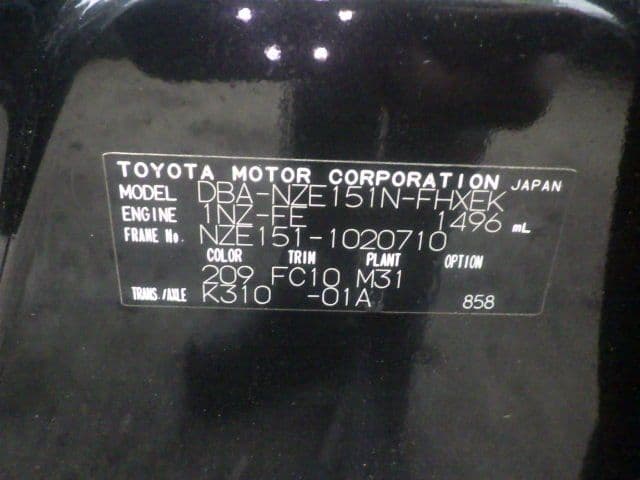 TOYOTA MOTOR CORPORATION JAPAN
MODEL DBA-NZE151N-FHXEK
ENGINE 1NZ-FE 1496 mL
FRAME No. NZE151-1020710
COLOR TRIM PLANT OPTION
209 FC10 M31
TRANS./AXLE K310 -01A 858